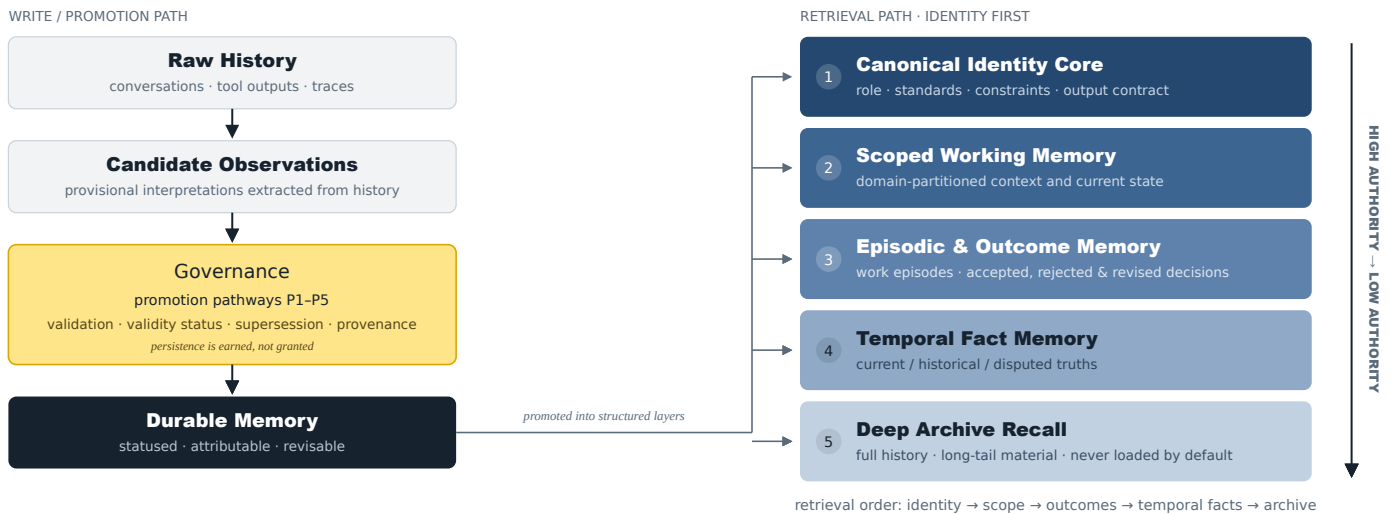 WRITE / PROMOTION PATH
Raw History
conversations · tool outputs · traces
Candidate Observations
provisional interpretations extracted from history
Governance
promotion pathways P1–P5
validation · validity status · supersession · provenance
persistence is earned, not granted
Durable Memory
statused · attributable · revisable
promoted into structured layers
RETRIEVAL PATH · IDENTITY FIRST
1
Canonical Identity Core
role · standards · constraints · output contract
2
Scoped Working Memory
domain-partitioned context and current state
3
Episodic & Outcome Memory
work episodes · accepted, rejected & revised decisions
4
Temporal Fact Memory
current / historical / disputed truths
5
Deep Archive Recall
full history · long-tail material · never loaded by default
retrieval order: identity → scope → outcomes → temporal facts → archive
HIGH AUTHORITY → LOW AUTHORITY